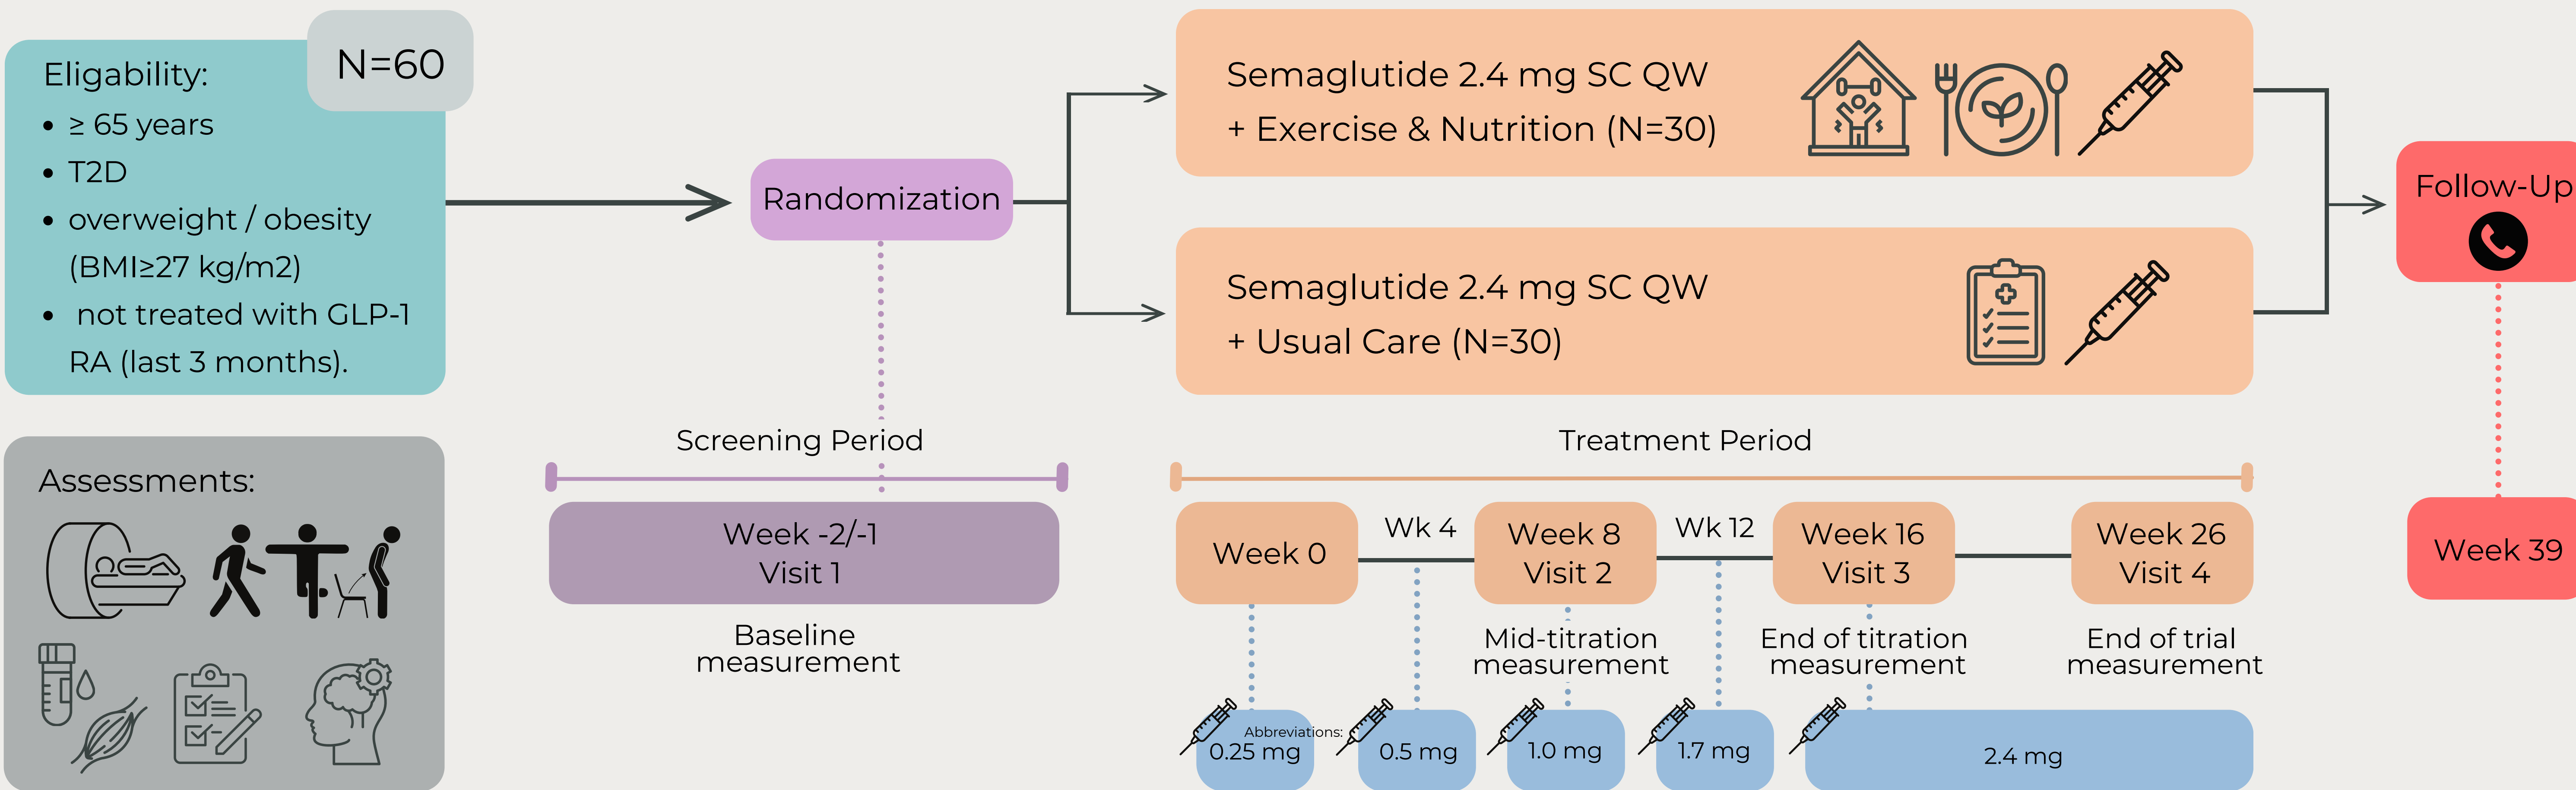 Eligability:
N=60
• ≥ 65 years
• T2D
• overweight / obesity
(BMI≥27 kg/m2)
• not treated with GLP-1
RA (last 3 months).
Randomization
Semaglutide 2.4 mg SC QW
+ Exercise & Nutrition (N=30)
Semaglutide 2.4 mg SC QW
+ Usual Care (N=30)
Follow-Up
Assessments:
Screening Period
Week -2/-1
Visit 1
Baseline
measurement
Treatment Period
Week 0
Wk 4
Week 8
Visit 2
Wk 12
Week 16
Visit 3
Week 26
Visit 4
Week 39
Mid-titration
measurement
End of titration
measurement
End of trial
measurement
Abbreviations:
0.25 mg
0.5 mg
1.0 mg
1.7 mg
2.4 mg